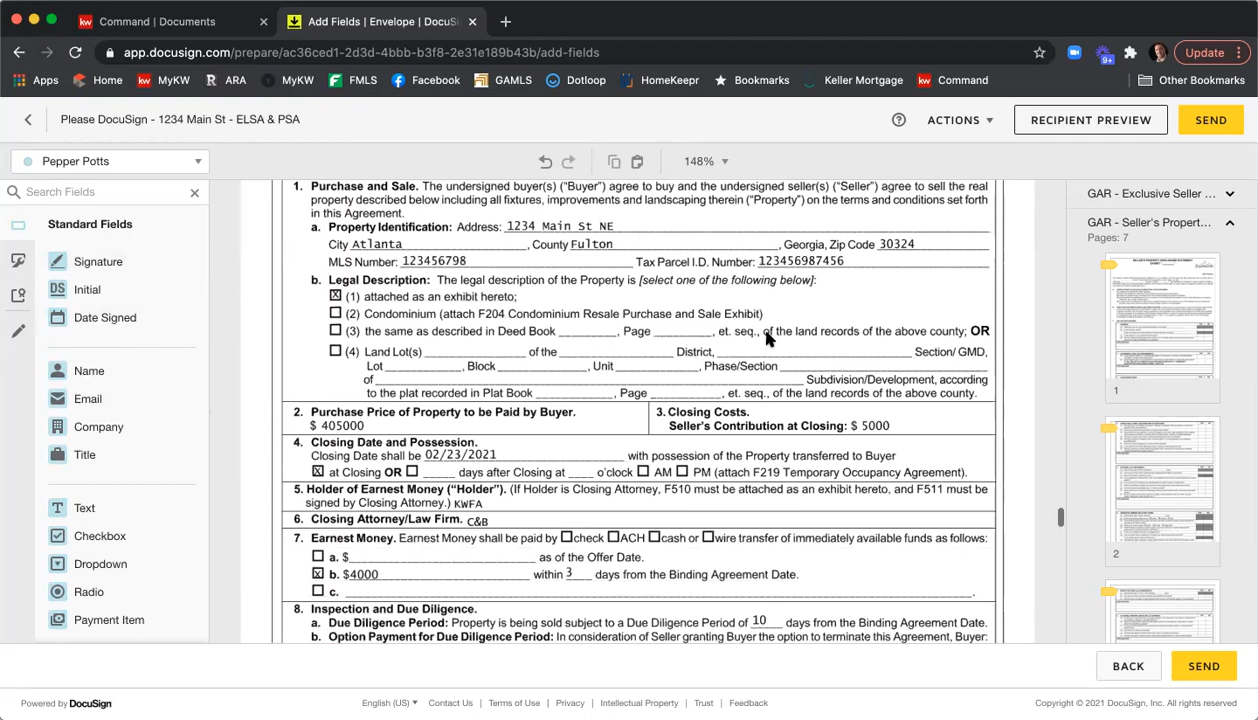 Command | Documents
Add Fields | Envelope | DocuSi
app.docusign.com/prepare/ac36ced1-2d3d-4bbb-b3f8-2e31e189b43b/add-fields
9+
Update
Apps
Home
kw MyKW
R ARA
MyKW
FMLS
Facebook
GAMLS
Dotloop
HomeKeepr
Bookmarks
Keller Mortgage
kw Command
Other Bookmarks
Please DocuSign - 1234 Main St - ELSA & PSA
ACTIONS
RECIPIENT PREVIEW
SEND
Pepper Potts
148%
Search Fields
Standard Fields
Signature
DS Initial
Date Signed
Name
Email
Company
Title
Text
Checkbox
Dropdown
Radio
Payment Item
1. Purchase and Sale. The undersigned buyer(s) ("Buyer") agree to buy and the undersigned seller(s) ("Seller") agree to sell the real
property described below including all fixtures, improvements and landscaping therein ("Property") on the terms and conditions set forth
in this Agreement.
a. Property Identification: Address: 1234 Main St NE
City Atlanta, County Fulton, Georgia, Zip Code 30324
MLS Number: 123456798 Tax Parcel I.D. Number: 123456987456
b. Legal Description: The legal description of the Property is [select one of the following below]:
X (1) attached as an exhibit hereto;
(2) Condominium (attach F204 Condominium Resale Purchase and Sale Exhibit)
(3) the same as described in Deed Book ________, Page ________, et. seq., of the land records of the above county; OR
(4) Land Lot(s) ________ of the ________ District, ________ Section/ GMD,
Lot ________, Block ________, Unit ________, Phase/Section ________
of ________ Subdivision/Development, according
to the plat recorded in Plat Book ________, Page ________, et. seq., of the land records of the above county.
2. Purchase Price of Property to be Paid by Buyer.
$ 405000
3. Closing Costs.
Seller's Contribution at Closing: $ 5000
4. Closing Date and Possession.
Closing Date shall be 02/23/2021 with possession of the Property transferred to Buyer
X at Closing OR days after Closing at ____ o'clock AM PM (attach F219 Temporary Occupancy Agreement).
5. Holder of Earnest Money ("Holder"). (If Holder is Closing Attorney, F510 must be attached as an exhibit hereto, and F511 must be
signed by Closing Attorney.) KWFA
6. Closing Attorney/Law Firm. C&B
7. Earnest Money. Earnest Money shall be paid by check ACH cash or wire transfer of immediately available funds as follows:
a. $ ________ as of the Offer Date.
X b. $4000 within 3 days from the Binding Agreement Date.
c. ________.
8. Inspection and Due Diligence.
a. Due Diligence Period: Property is being sold subject to a Due Diligence Period of 10 days from the Binding Agreement Date.
b. Option Payment for Due Diligence Period: In consideration of Seller granting Buyer the option to terminate this Agreement, Buyer:
GAR - Exclusive Seller ...
GAR - Seller's Propert...
Pages: 7
1
2
BACK
SEND
Powered by DocuSign
English (US)
Contact Us
Terms of Use
Privacy
Intellectual Property
Trust
Feedback
Copyright © 2021 DocuSign, Inc. All rights reserved